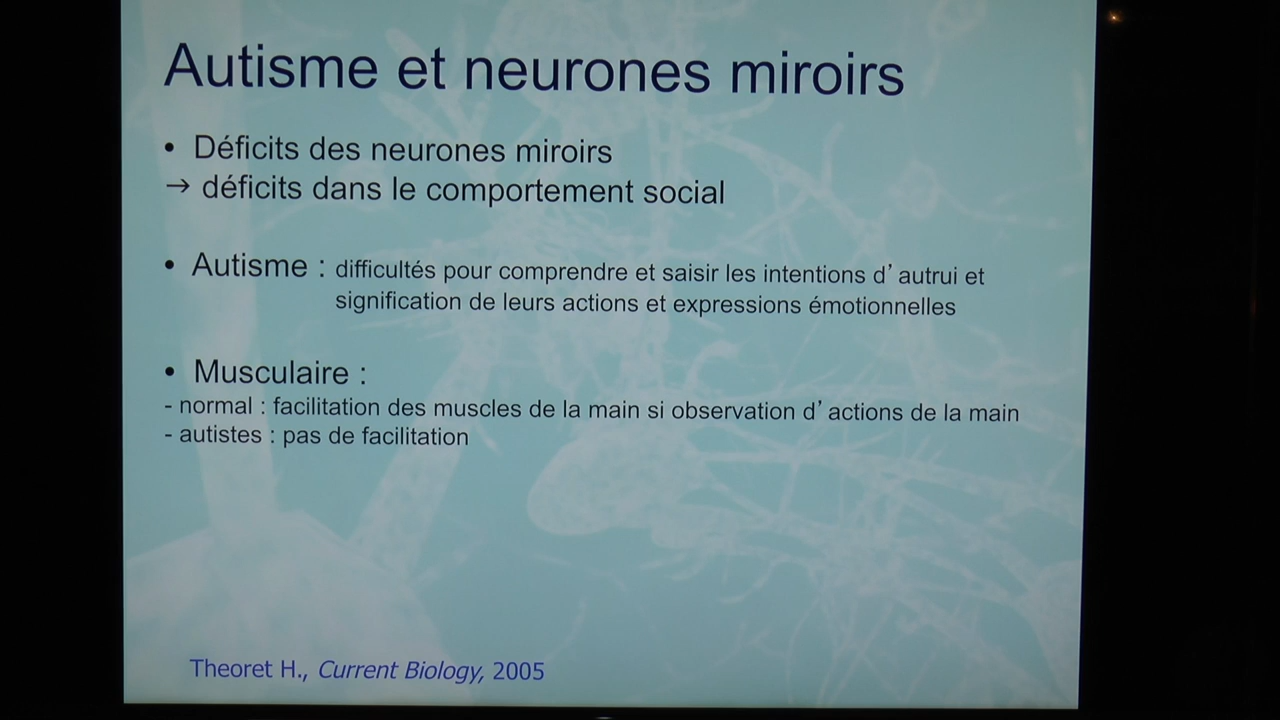 Autisme et neurones miroirs
• Déficits des neurones miroirs
→ déficits dans le comportement social
• Autisme : difficultés pour comprendre et saisir les intentions d’ autrui et
signification de leurs actions et expressions émotionnelles
• Musculaire :
- normal : facilitation des muscles de la main si observation d’ actions de la main
- autistes : pas de facilitation
Theoret H., Current Biology, 2005